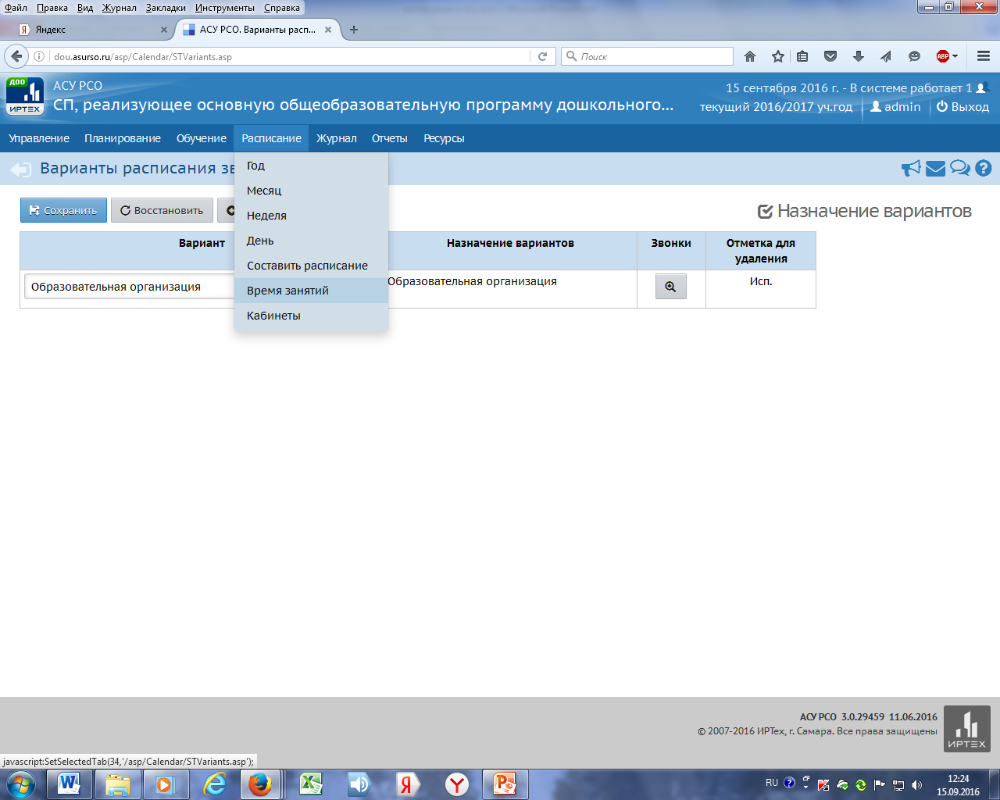 Файл Правка Вид Журнал Закладки Инструменты Справка
Яндекс
АСУ РСО. Варианты расп...
dou.asurso.ru/asp/Calendar/STVariants.asp
Поиск
ABP
ДОО
ИРТЕХ
АСУ РСО
СП, реализующее основную общеобразовательную программу дошкольного...
15 сентября 2016 г. - В системе работает 1
текущий 2016/2017 уч.год
admin
Выход
Управление Планирование Обучение Расписание Журнал Отчеты Ресурсы
Варианты расписания зв
Год
Месяц
Неделя
День
Составить расписание
Время занятий
Кабинеты
Сохранить
Восстановить
Назначение вариантов
Вариант
Назначение вариантов
Звонки
Отметка для
удаления
Образовательная организация
Образовательная организация
Исп.
АСУ РСО 3.0.29459 11.06.2016
© 2007-2016 ИРТех, г. Самара. Все права защищены
ИРТЕХ
javascript:SetSelectedTab(34,'/asp/Calendar/STVariants.asp');
RU
12:24
15.09.2016